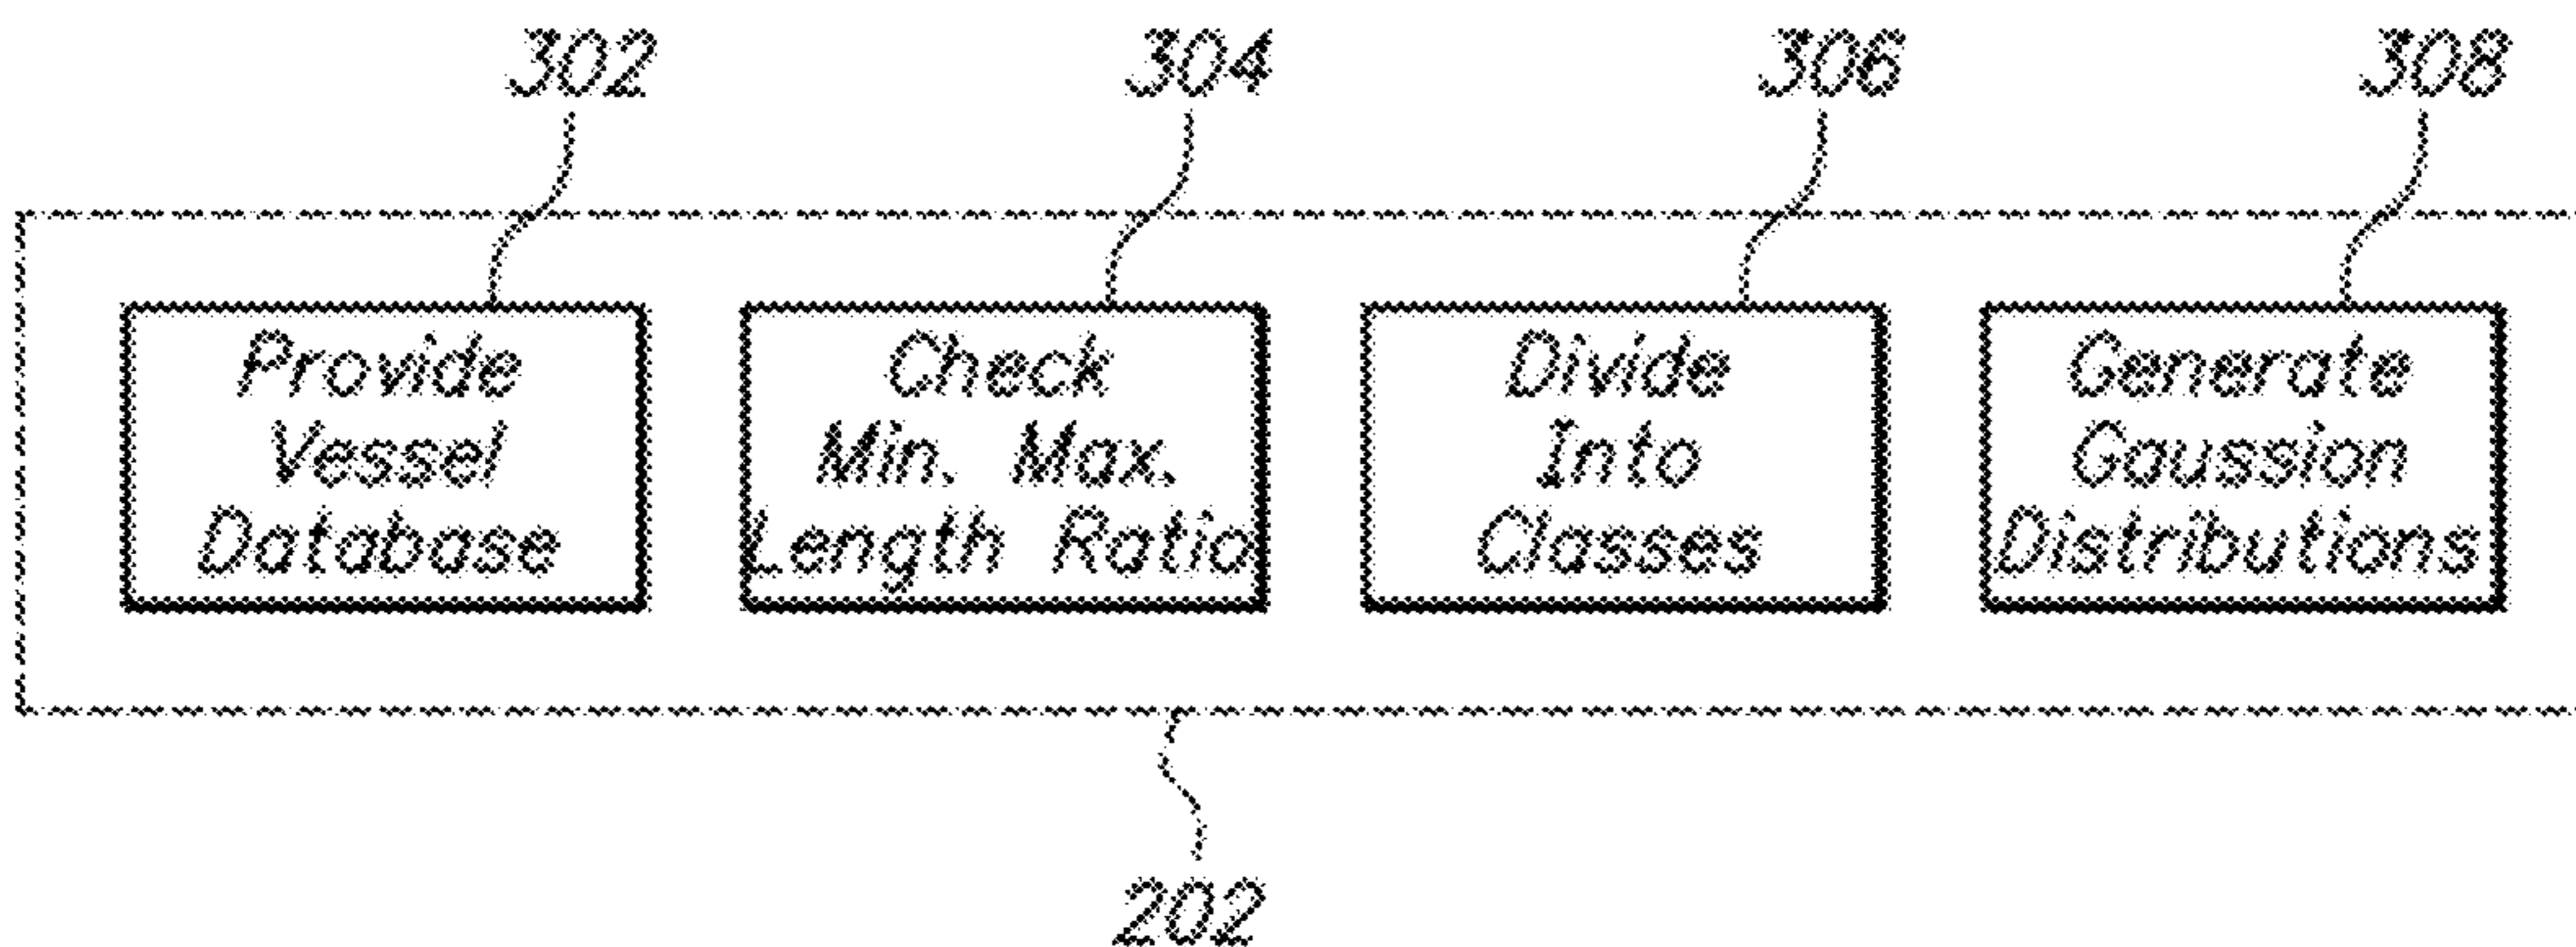 302 304 306 308
Provide
Vessel
Database
Check
Min. Max.
Length Ratio
Divide
Into
Classes
Generate
Gaussion
Distributions
202